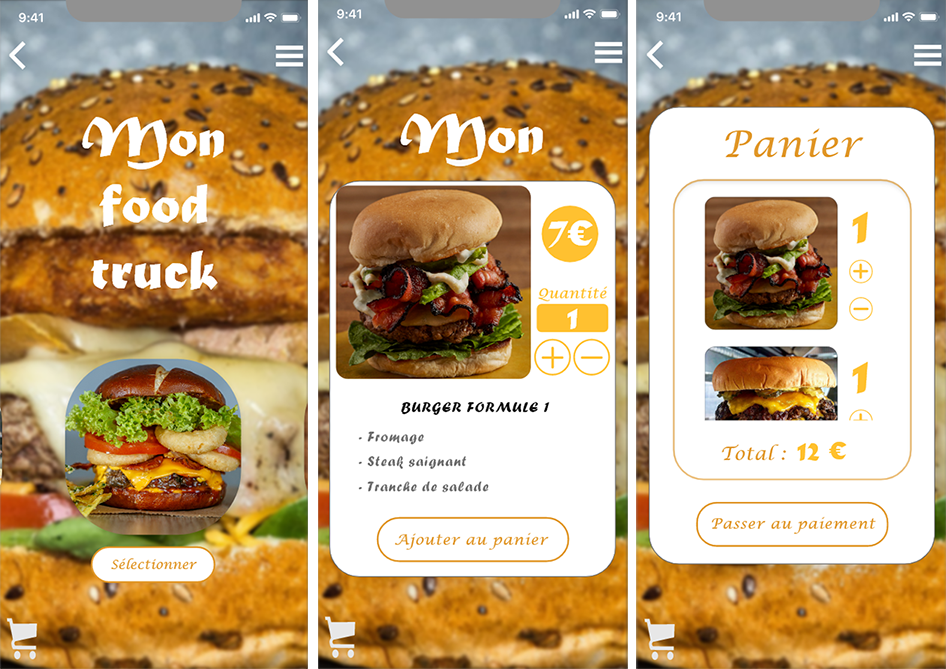 9:41
Mon
food
truck
Sélectionner
9:41
Mon
7€
Quantité
1
BURGER FORMULE 1
- Fromage
- Steak saignant
- Tranche de salade
Ajouter au panier
9:41
Panier
1
1
Total : 12 €
Passer au paiement